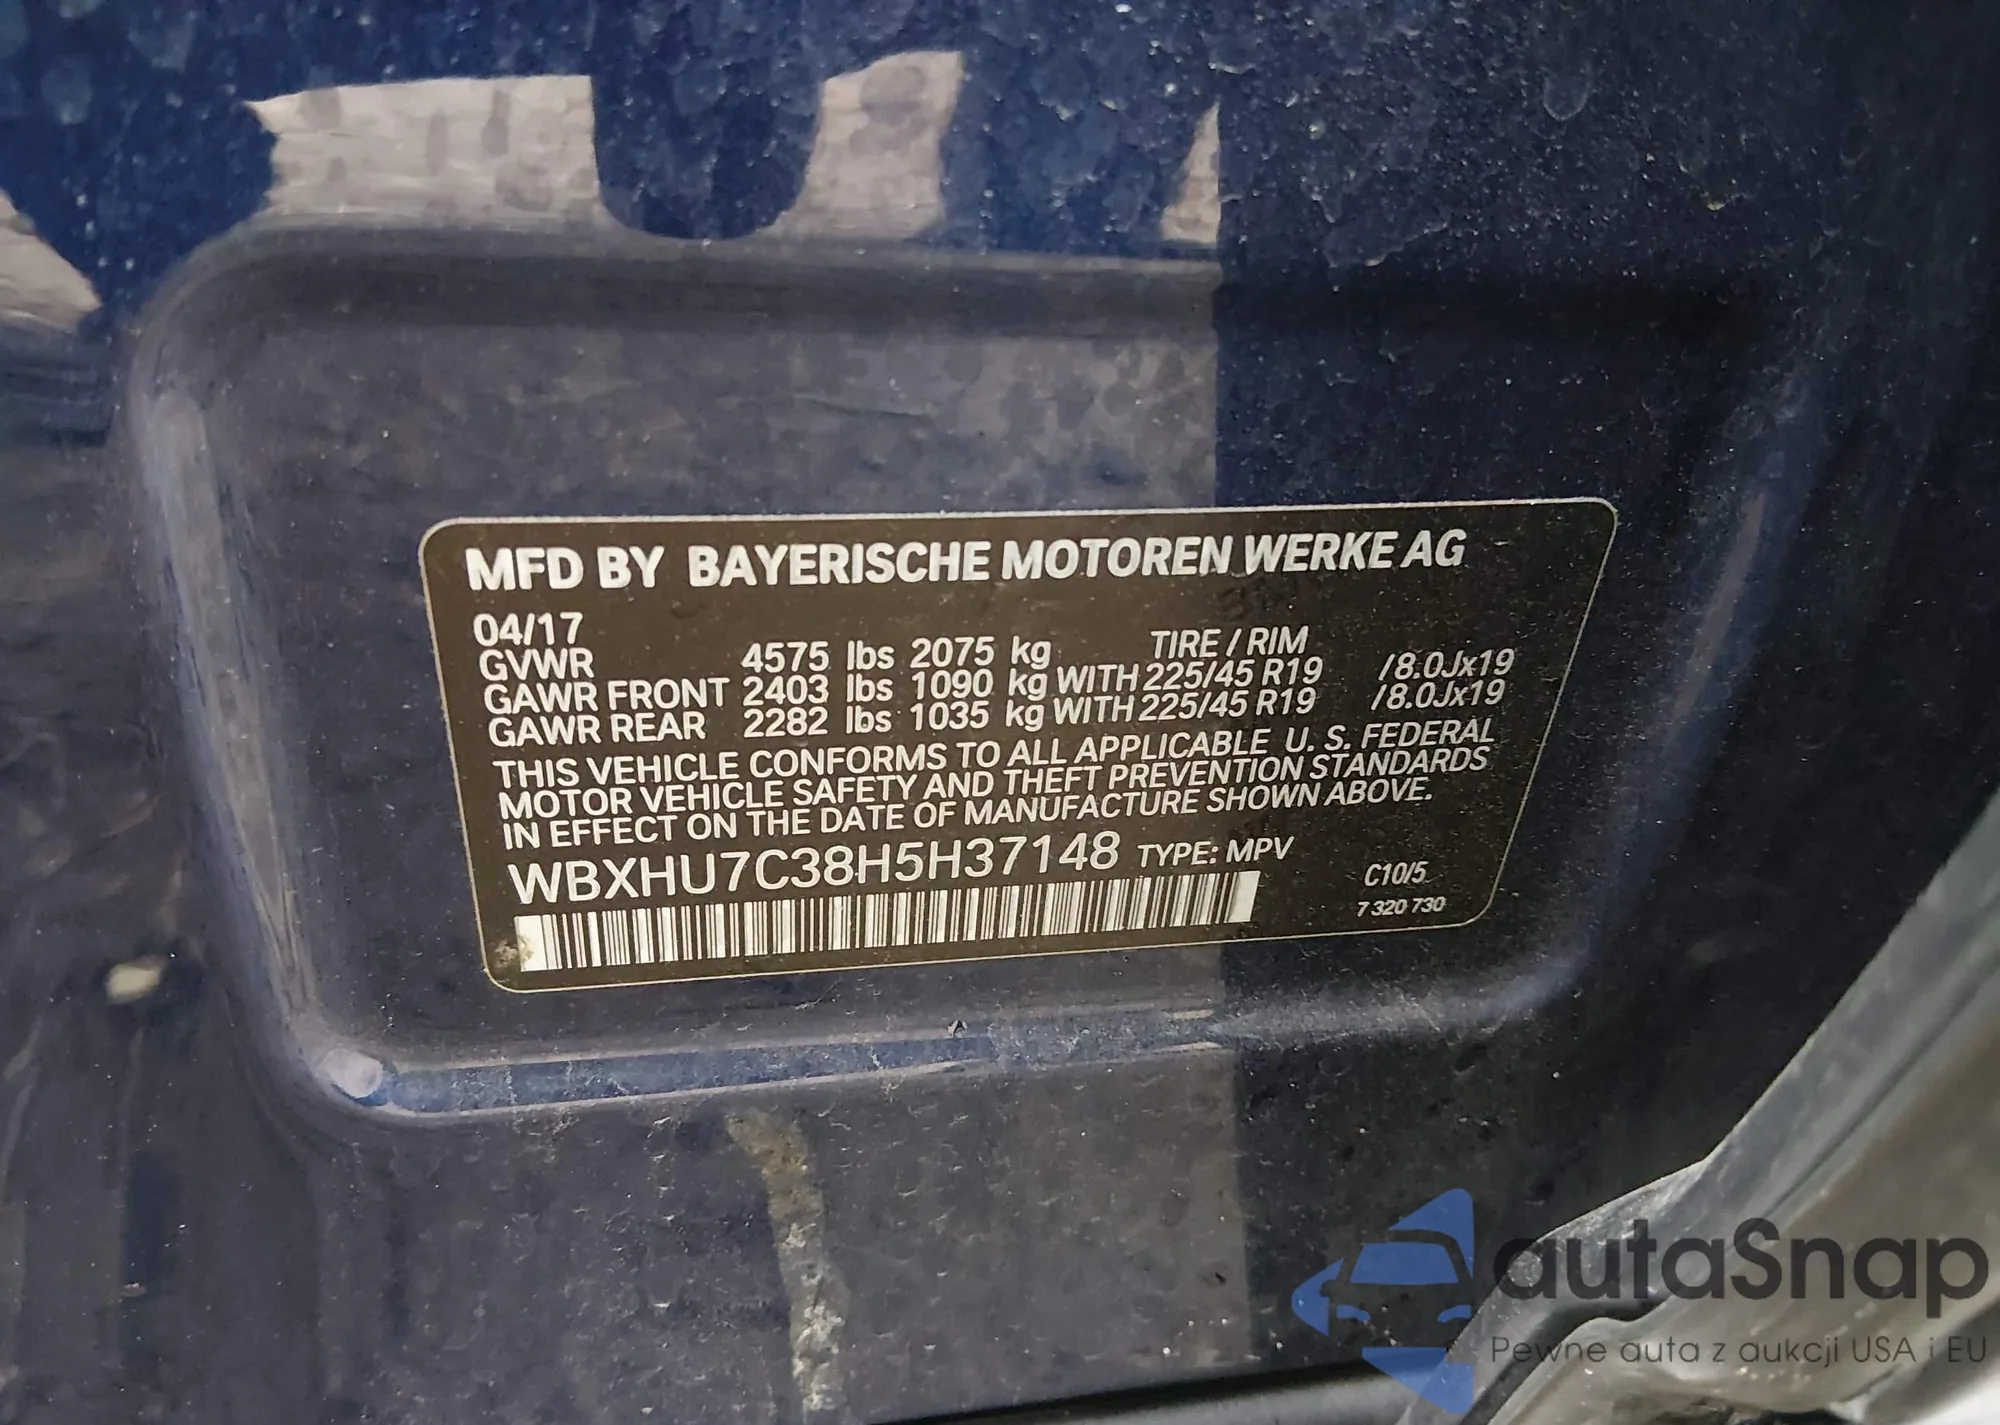 MFD BY BAYERISCHE MOTOREN WERKE AG
04/17
TIRE / RIM
GVWR 4575 lbs 2075 kg
GAWR FRONT 2403 lbs 1090 kg WITH 225/45 R19 /8.0Jx19
GAWR REAR 2282 lbs 1035 kg WITH 225/45 R19 /8.0Jx19
THIS VEHICLE CONFORMS TO ALL APPLICABLE U. S. FEDERAL
MOTOR VEHICLE SAFETY AND THEFT PREVENTION STANDARDS
IN EFFECT ON THE DATE OF MANUFACTURE SHOWN ABOVE.
WBXHU7C38H5H37148 TYPE: MPV
C10/5
7 320 730
autaSnap
Pewne auta z aukcji USA i EU